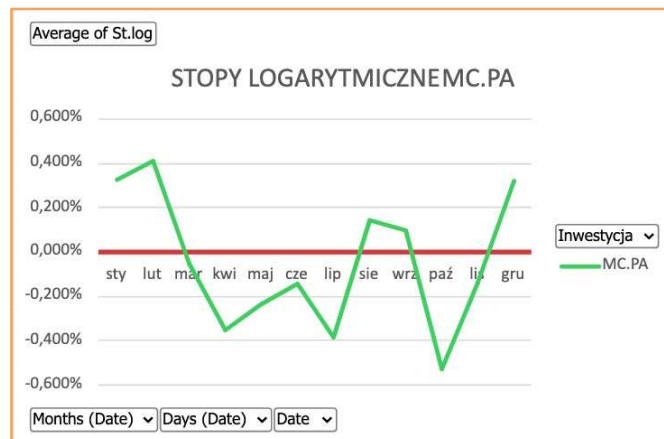 Average of St.log
STOPY LOGARYTMICZNEMC.PA
0,600%
0,400%
0,200%
0,000%
-0,200%
-0,400%
-0,600%
sty lut mar kwi maj cze lip sie wrz paź lis gru
Inwestycja
MC.PA
Months (Date) Days (Date) Date